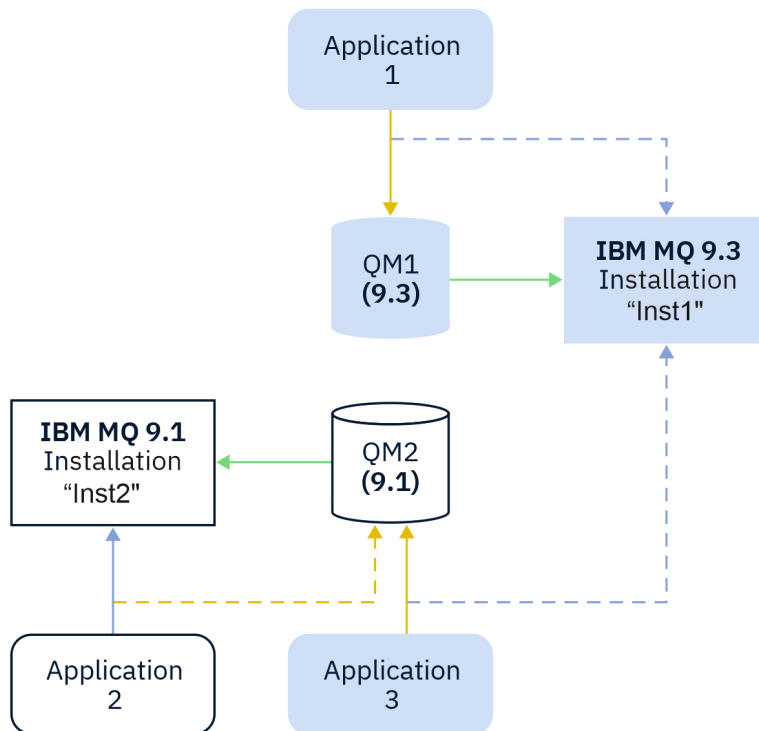 Application
1
QM1
(9.3)
IBM MQ 9.3
Installation
“Inst1"
IBM MQ 9.1
Installation
“Inst2"
QM2
(9.1)
Application
2
Application
3